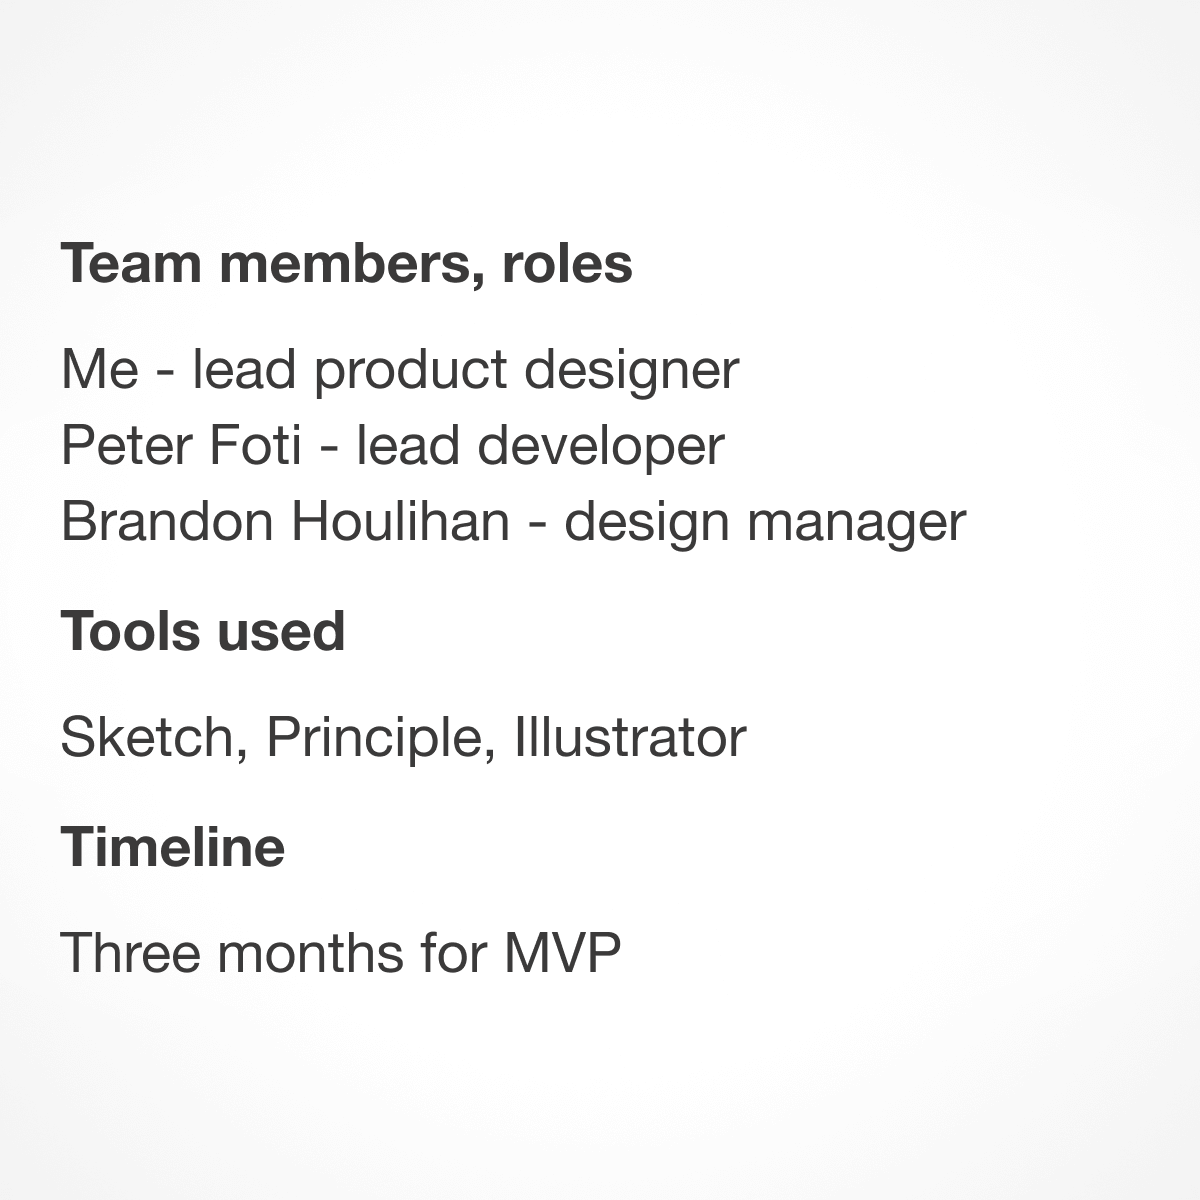 Team members, roles
Me - lead product designer
Peter Foti - lead developer
Brandon Houlihan - design manager
Tools used
Sketch, Principle, Illustrator
Timeline
Three months for MVP